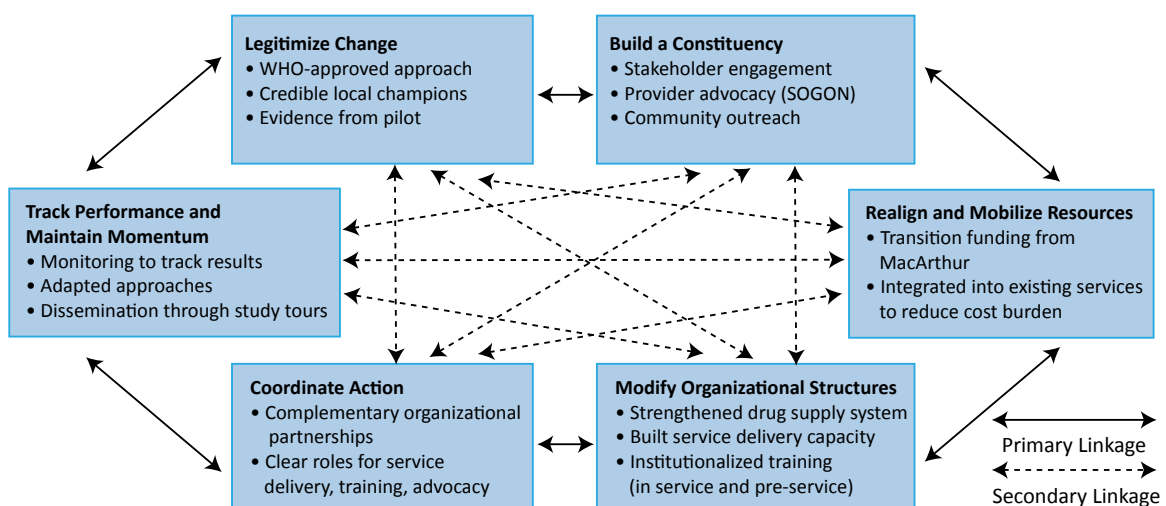 Legitimize Change
• WHO-approved approach
• Credible local champions
• Evidence from pilot
Build a Constituency
• Stakeholder engagement
• Provider advocacy (SOGON)
• Community outreach
Track Performance and
Maintain Momentum
• Monitoring to track results
• Adapted approaches
• Dissemination through study tours
Realign and Mobilize Resources
• Transition funding from
MacArthur
• Integrated into existing services
to reduce cost burden
Coordinate Action
• Complementary organizational
partnerships
• Clear roles for service
delivery, training, advocacy
Modify Organizational Structures
• Strengthened drug supply system
• Built service delivery capacity
• Institutionalized training
(in service and pre-service)
Primary Linkage
Secondary Linkage